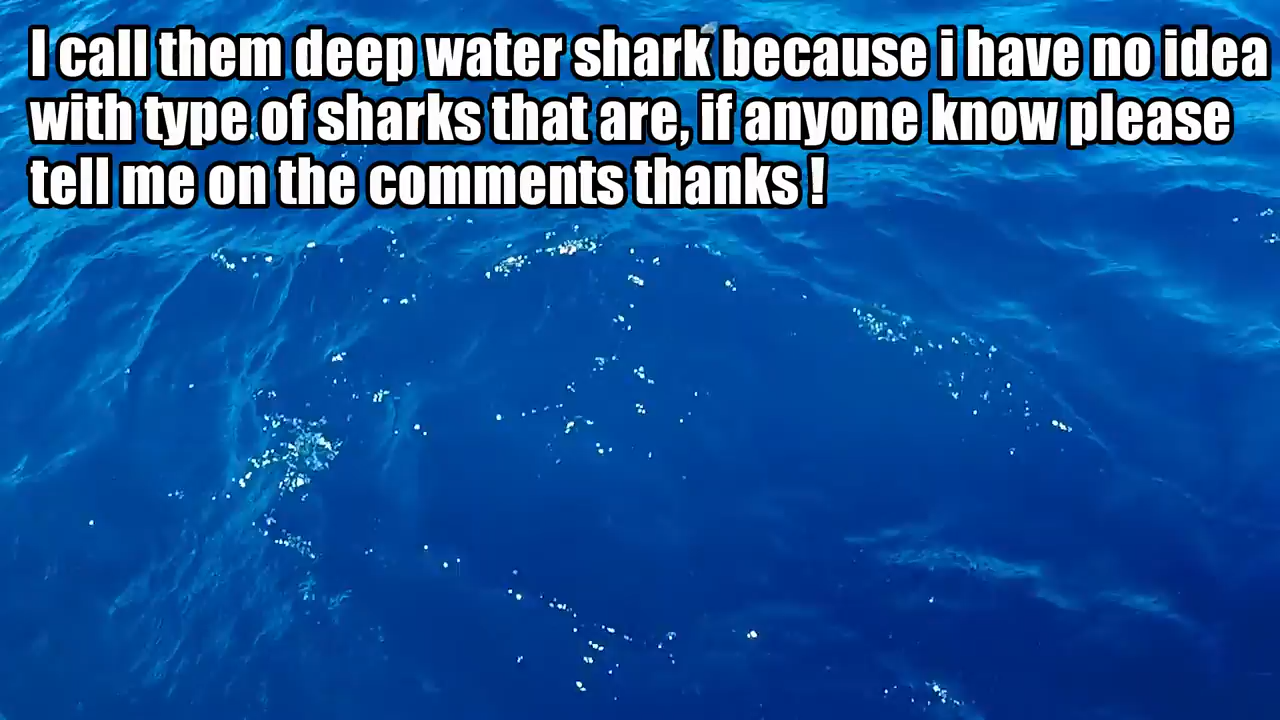 I call them deep water shark because i have no idea
with type of sharks that are, if anyone know please
tell me on the comments thanks !